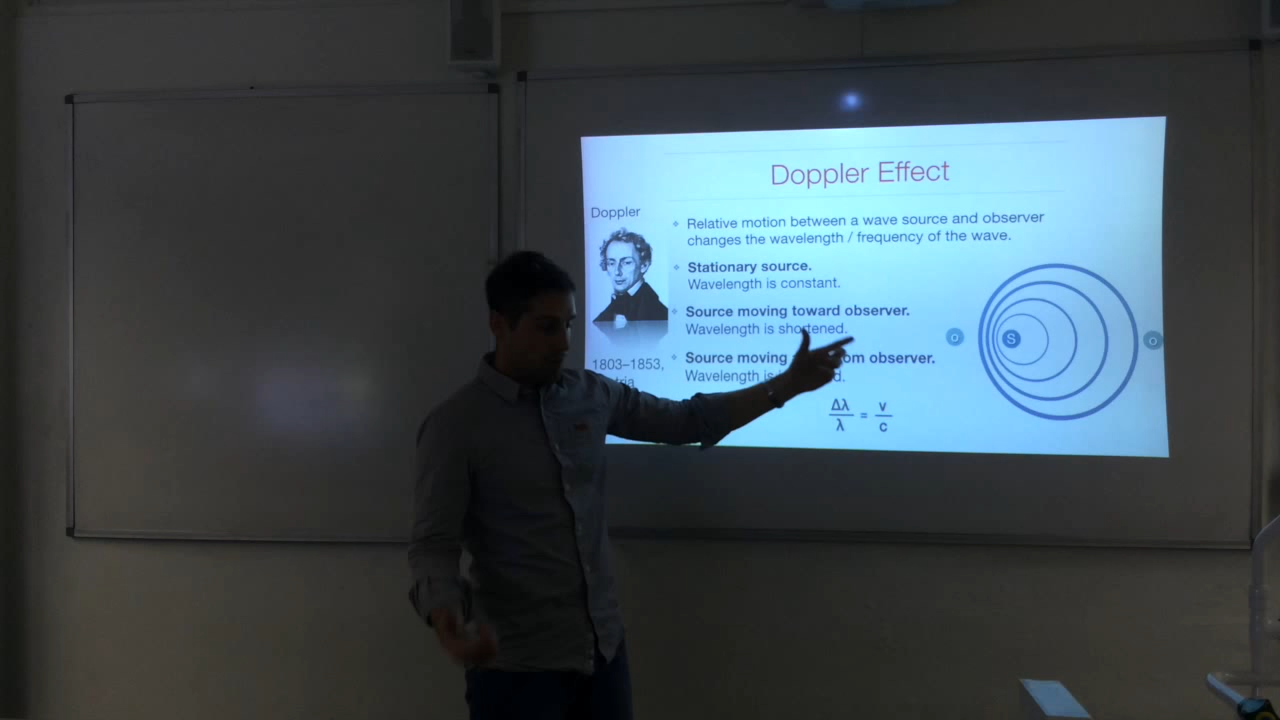 Doppler Effect
Doppler
Relative motion between a wave source and observer
changes the wavelength / frequency of the wave.
Stationary source.
Wavelength is constant.
Source moving toward observer.
Wavelength is shortened.
Source moving from observer.
Wavelength is
1803–1853,
Δλ/λ = v/c
O S O